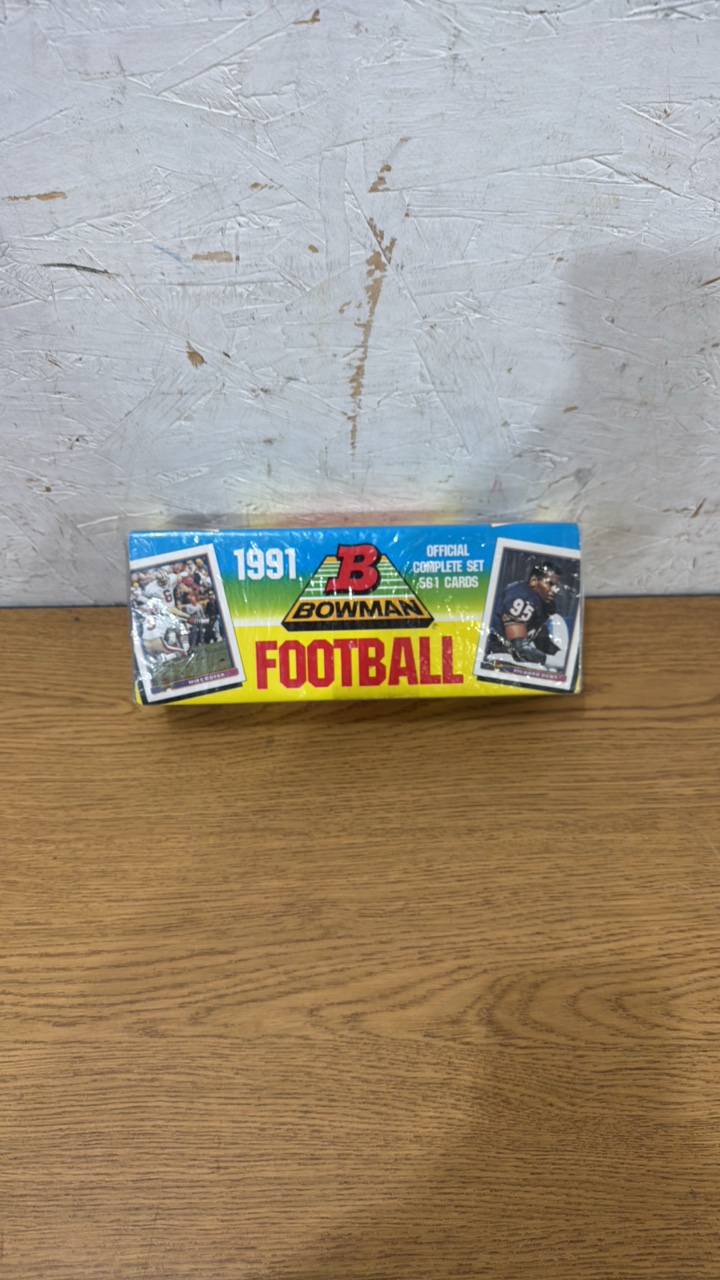 1991
B
BOWMAN
OFFICIAL
COMPLETE SET
561 CARDS
FOOTBALL
95